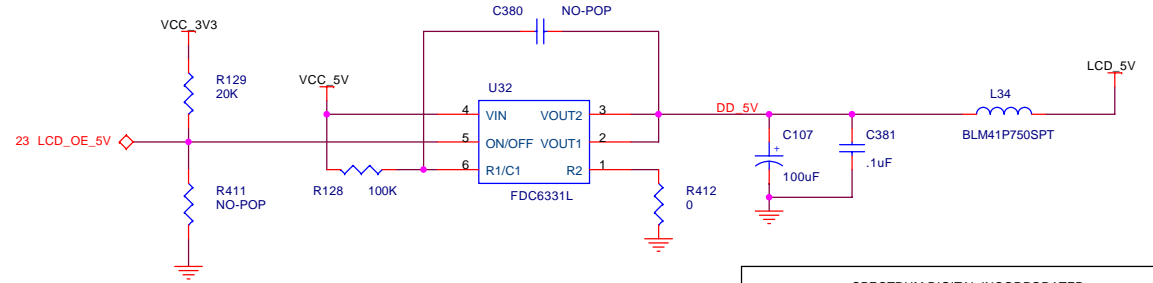 C380 NO-POP
VCC_3V3
R129
20K
VCC_5V
U32
LCD_5V
L34
BLM41P750SPT
4 VIN VOUT2 3
DD_5V
23 LCD_OE_5V
5 ON/OFF VOUT1 2
C107
100uF
+
C381
.1uF
6 R1/C1 R2 1
R128 100K
FDC6331L
R411
NO-POP
R412
0